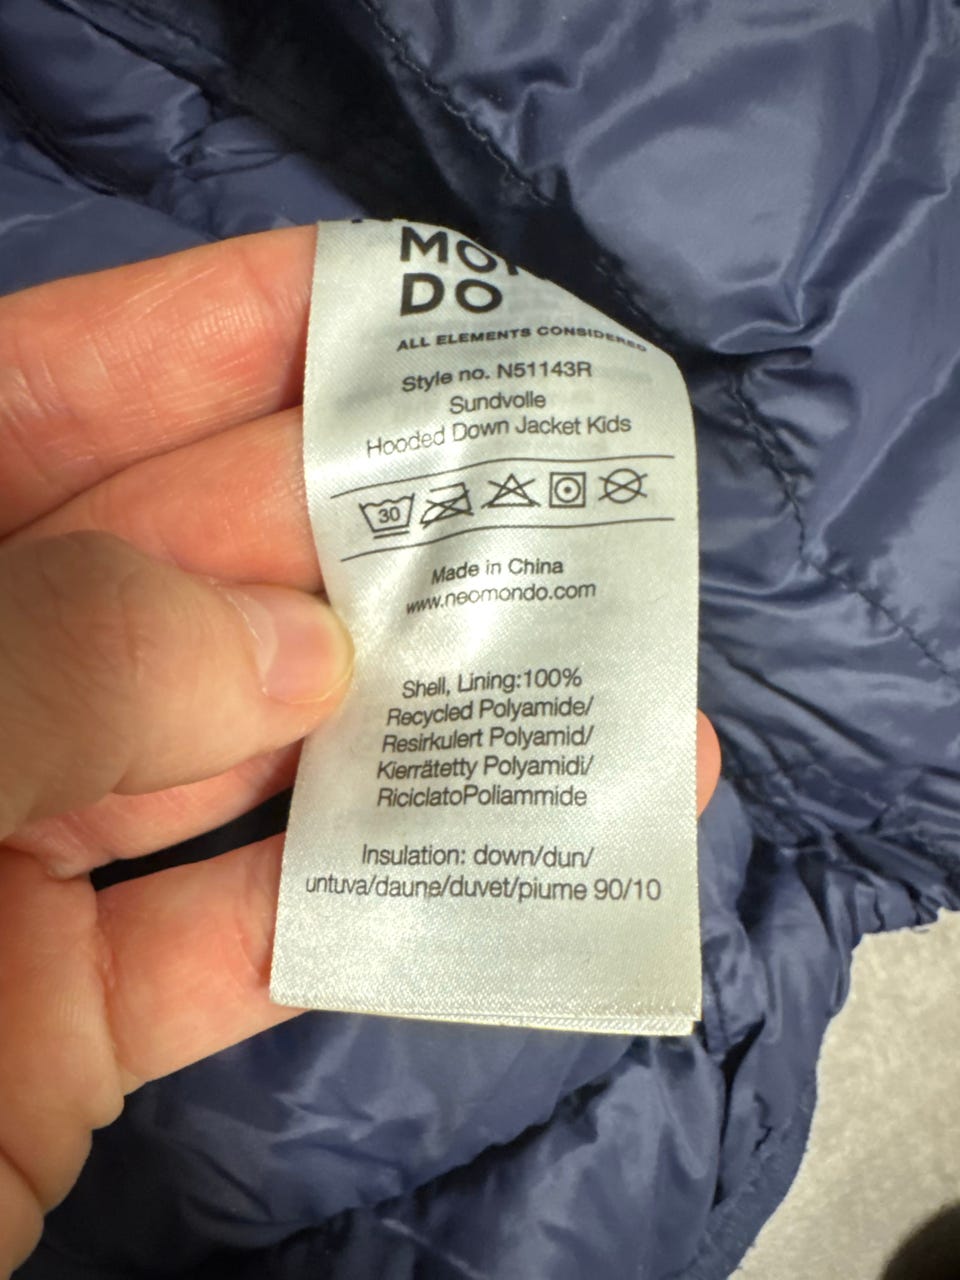 DO
ALL ELEMENTS CONSIDERED
Style no. N51143R
Sundvolle
Hooded Down Jacket Kids
30
Made in China
www.neomondo.com
Shell, Lining:100%
Recycled Polyamide/
Resirkulert Polyamid/
Kierrätetty Polyamidi/
RiciclatoPoliammide
Insulation: down/dun/
untuva/daune/duvet/piume 90/10